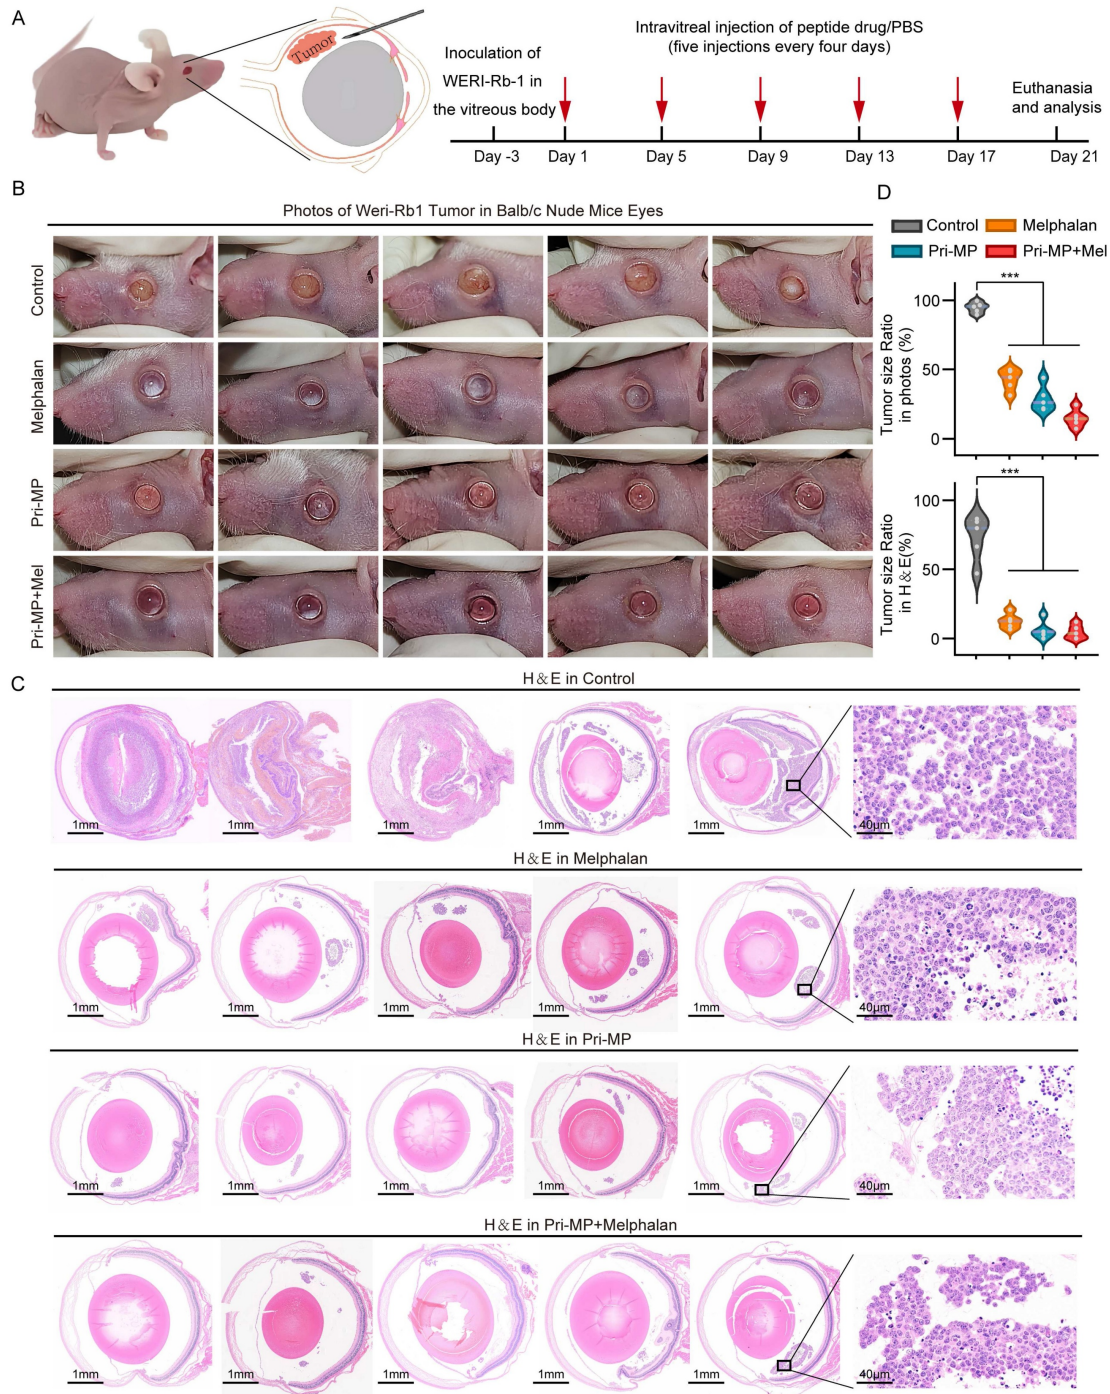 A
Tumor
Inoculation of
WERI-Rb-1 in
the vitreous body
Intravitreal injection of peptide drug/PBS
(five injections every four days)
Euthanasia
and analysis
Day -3
Day 1
Day 5
Day 9
Day 13
Day 17
Day 21
B
Photos of Weri-Rb1 Tumor in Balb/c Nude Mice Eyes
Control
Melphalan
Pri-MP
Pri-MP+Mel
D
Control
Melphalan
Pri-MP
Pri-MP+Mel
Tumor size Ratio
in photos (%)
100
50
0
***
Tumor size Ratio
in H&E(%)
100
50
0
***
C
H&E in Control
1mm
1mm
1mm
1mm
1mm
40μm
H&E in Melphalan
1mm
1mm
1mm
1mm
1mm
40μm
H&E in Pri-MP
1mm
1mm
1mm
1mm
1mm
40μm
H&E in Pri-MP+Melphalan
1mm
1mm
1mm
1mm
1mm
40μm